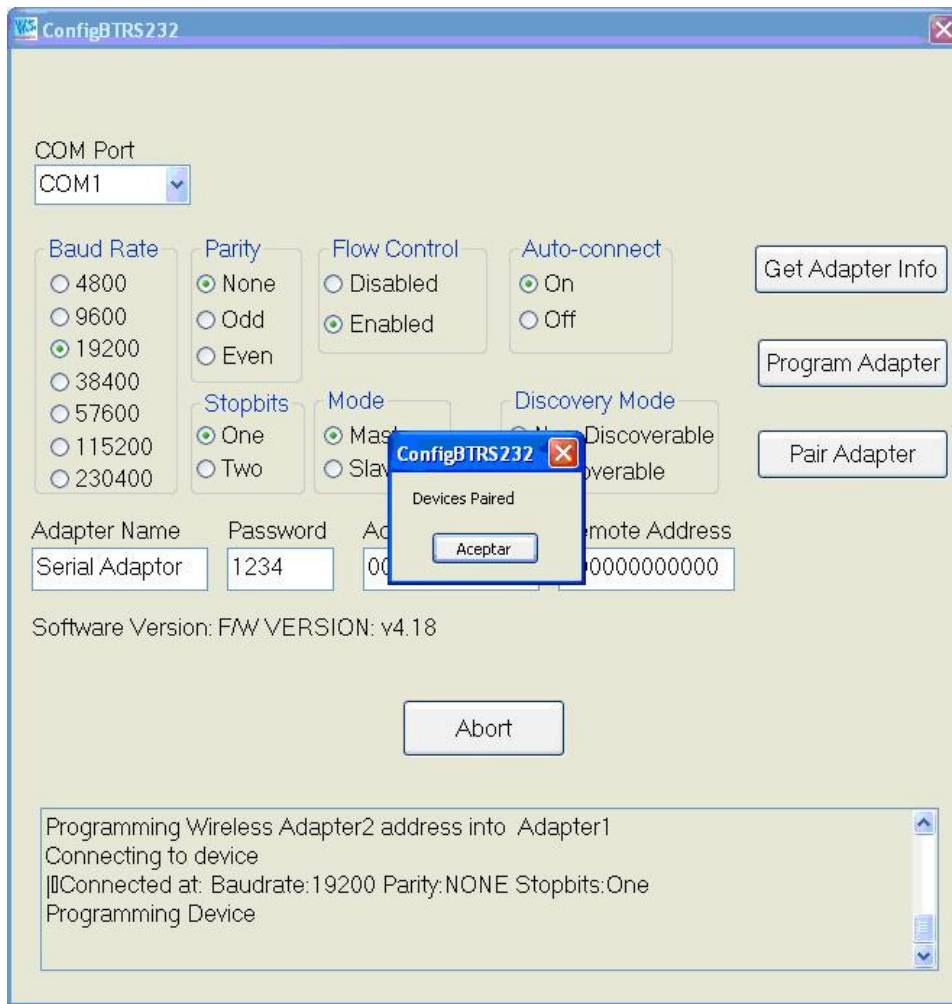 ConfigBTRS232
COM Port
COM1
Baud Rate
4800
9600
19200
38400
57600
115200
230400
Parity
None
Odd
Even
Flow Control
Disabled
Enabled
Auto-connect
On
Off
Get Adapter Info
Program Adapter
Pair Adapter
Stopbits
One
Two
Mode
Discovery Mode
Discoverable
ConfigBTRS232
Devices Paired
Aceptar
Adapter Name
Serial Adaptor
Password
1234
Address
Software Version: F/W VERSION: v4.18
Abort
Programming Wireless Adapter2 address into Adapter1
Connecting to device
Connected at: Baudrate:19200 Parity:NONE Stopbits:One
Programming Device